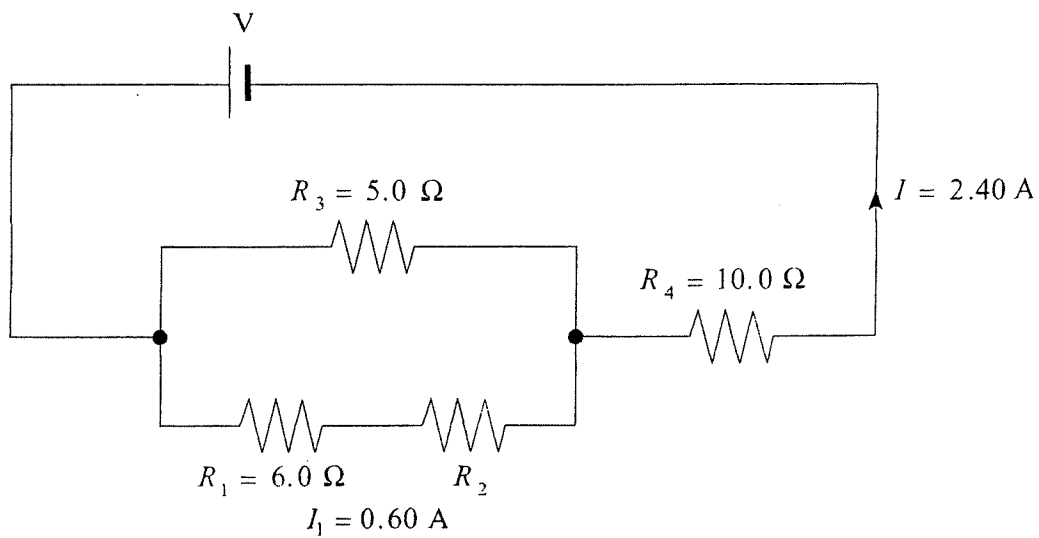 V
R₃ = 5.0 Ω
I = 2.40 A
R₄ = 10.0 Ω
R₁ = 6.0 Ω
R₂
I₁ = 0.60 A